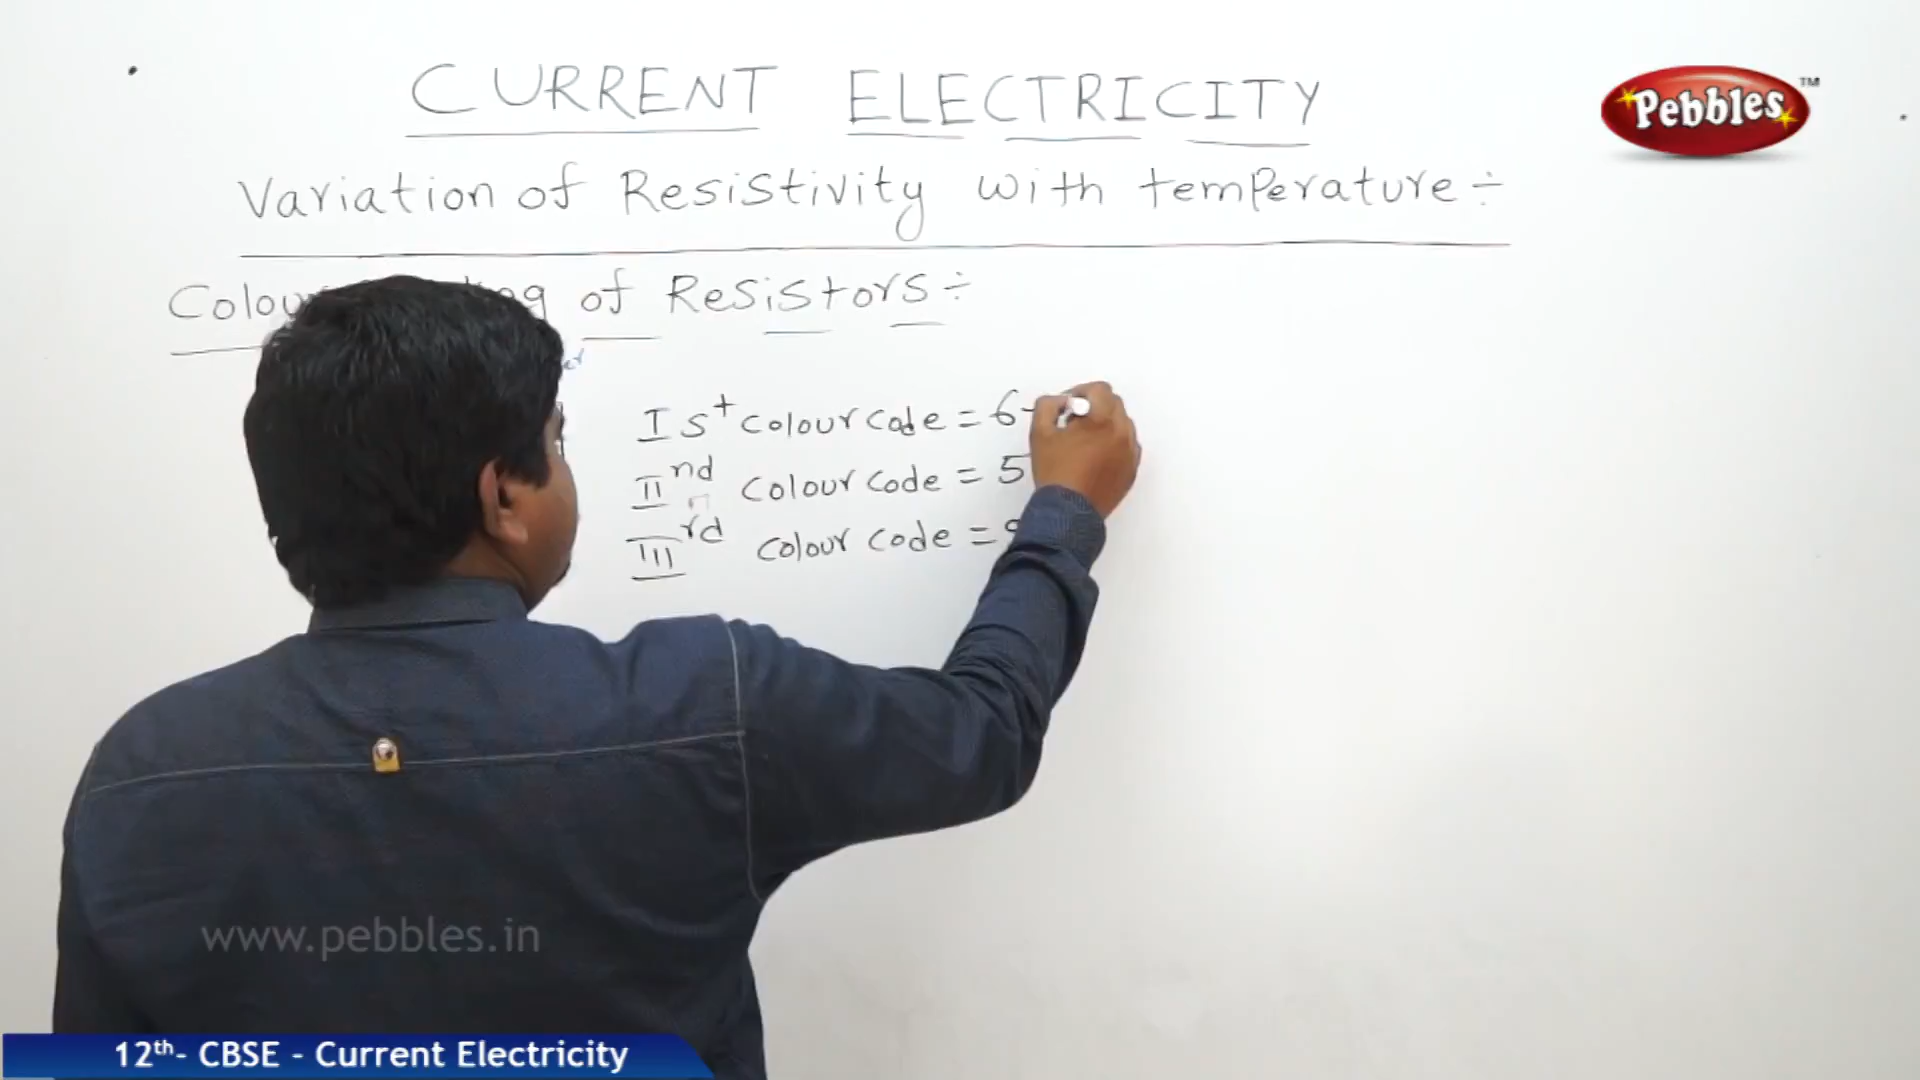 CURRENT ELECTRICITY
Pebbles™
Variation of Resistivity with temperature÷
of Resistors÷
Ist colour code = 6
IInd colour code = 5
IIIrd colour code =
www.pebbles.in
12th- CBSE - Current Electricity